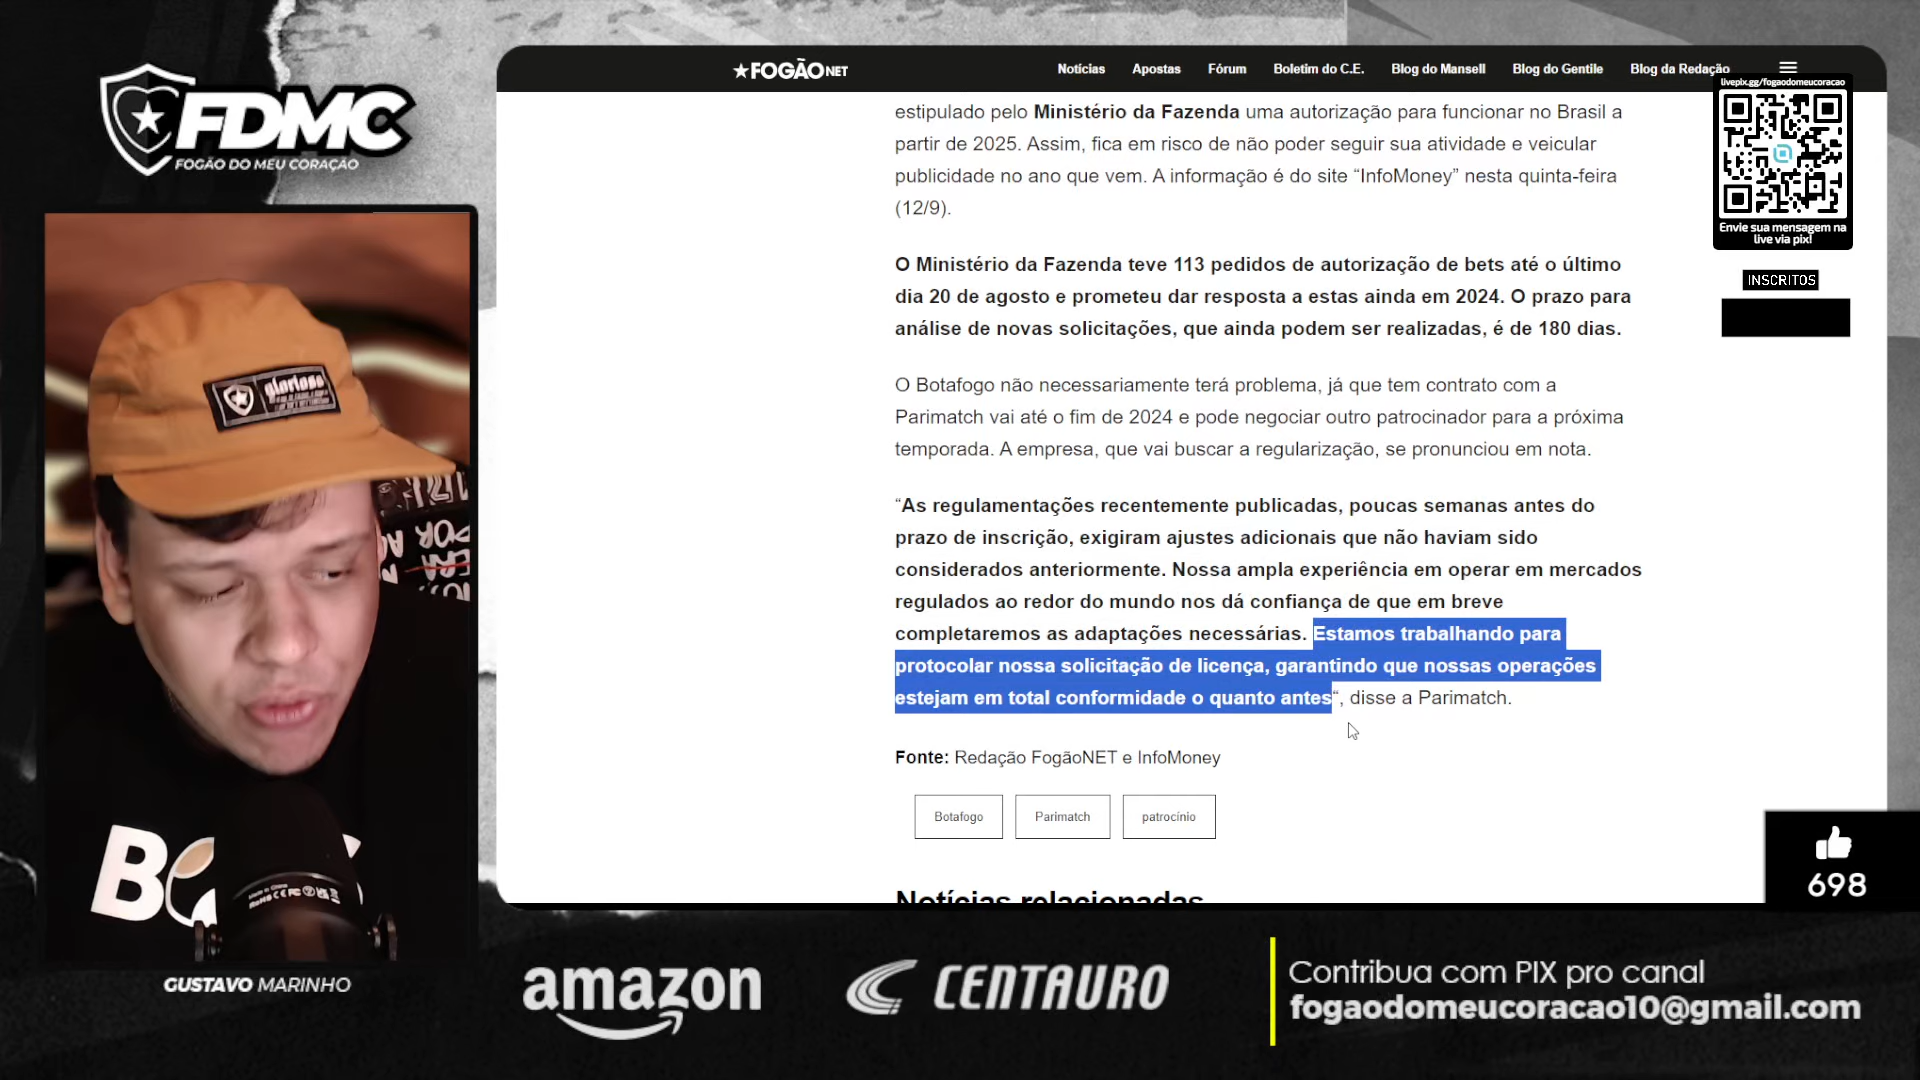 FDMC
FOGÃO DO MEU CORAÇÃO
FOGÃONET
Notícias
Apostas
Fórum
Boletim do C.E.
Blog do Mansell
Blog do Gentile
Blog da Redação
livepix.gg/fogaodomeucoracao
Envie sua mensagem na
live via pix!
INSCRITOS
estipulado pelo Ministério da Fazenda uma autorização para funcionar no Brasil a
partir de 2025. Assim, fica em risco de não poder seguir sua atividade e veicular
publicidade no ano que vem. A informação é do site “InfoMoney” nesta quinta-feira
(12/9).
O Ministério da Fazenda teve 113 pedidos de autorização de bets até o último
dia 20 de agosto e prometeu dar resposta a estas ainda em 2024. O prazo para
análise de novas solicitações, que ainda podem ser realizadas, é de 180 dias.
O Botafogo não necessariamente terá problema, já que tem contrato com a
Parimatch vai até o fim de 2024 e pode negociar outro patrocinador para a próxima
temporada. A empresa, que vai buscar a regularização, se pronunciou em nota.
“As regulamentações recentemente publicadas, poucas semanas antes do
prazo de inscrição, exigiram ajustes adicionais que não haviam sido
considerados anteriormente. Nossa ampla experiência em operar em mercados
regulados ao redor do mundo nos dá confiança de que em breve
completaremos as adaptações necessárias. Estamos trabalhando para
protocolar nossa solicitação de licença, garantindo que nossas operações
estejam em total conformidade o quanto antes“, disse a Parimatch.
Fonte: Redação FogãoNET e InfoMoney
Botafogo
Parimatch
patrocínio
Notícias relacionadas
698
glorioso
GUSTAVO MARINHO
amazon
CENTAURO
Contribua com PIX pro canal
fogaodomeucoracao10@gmail.com